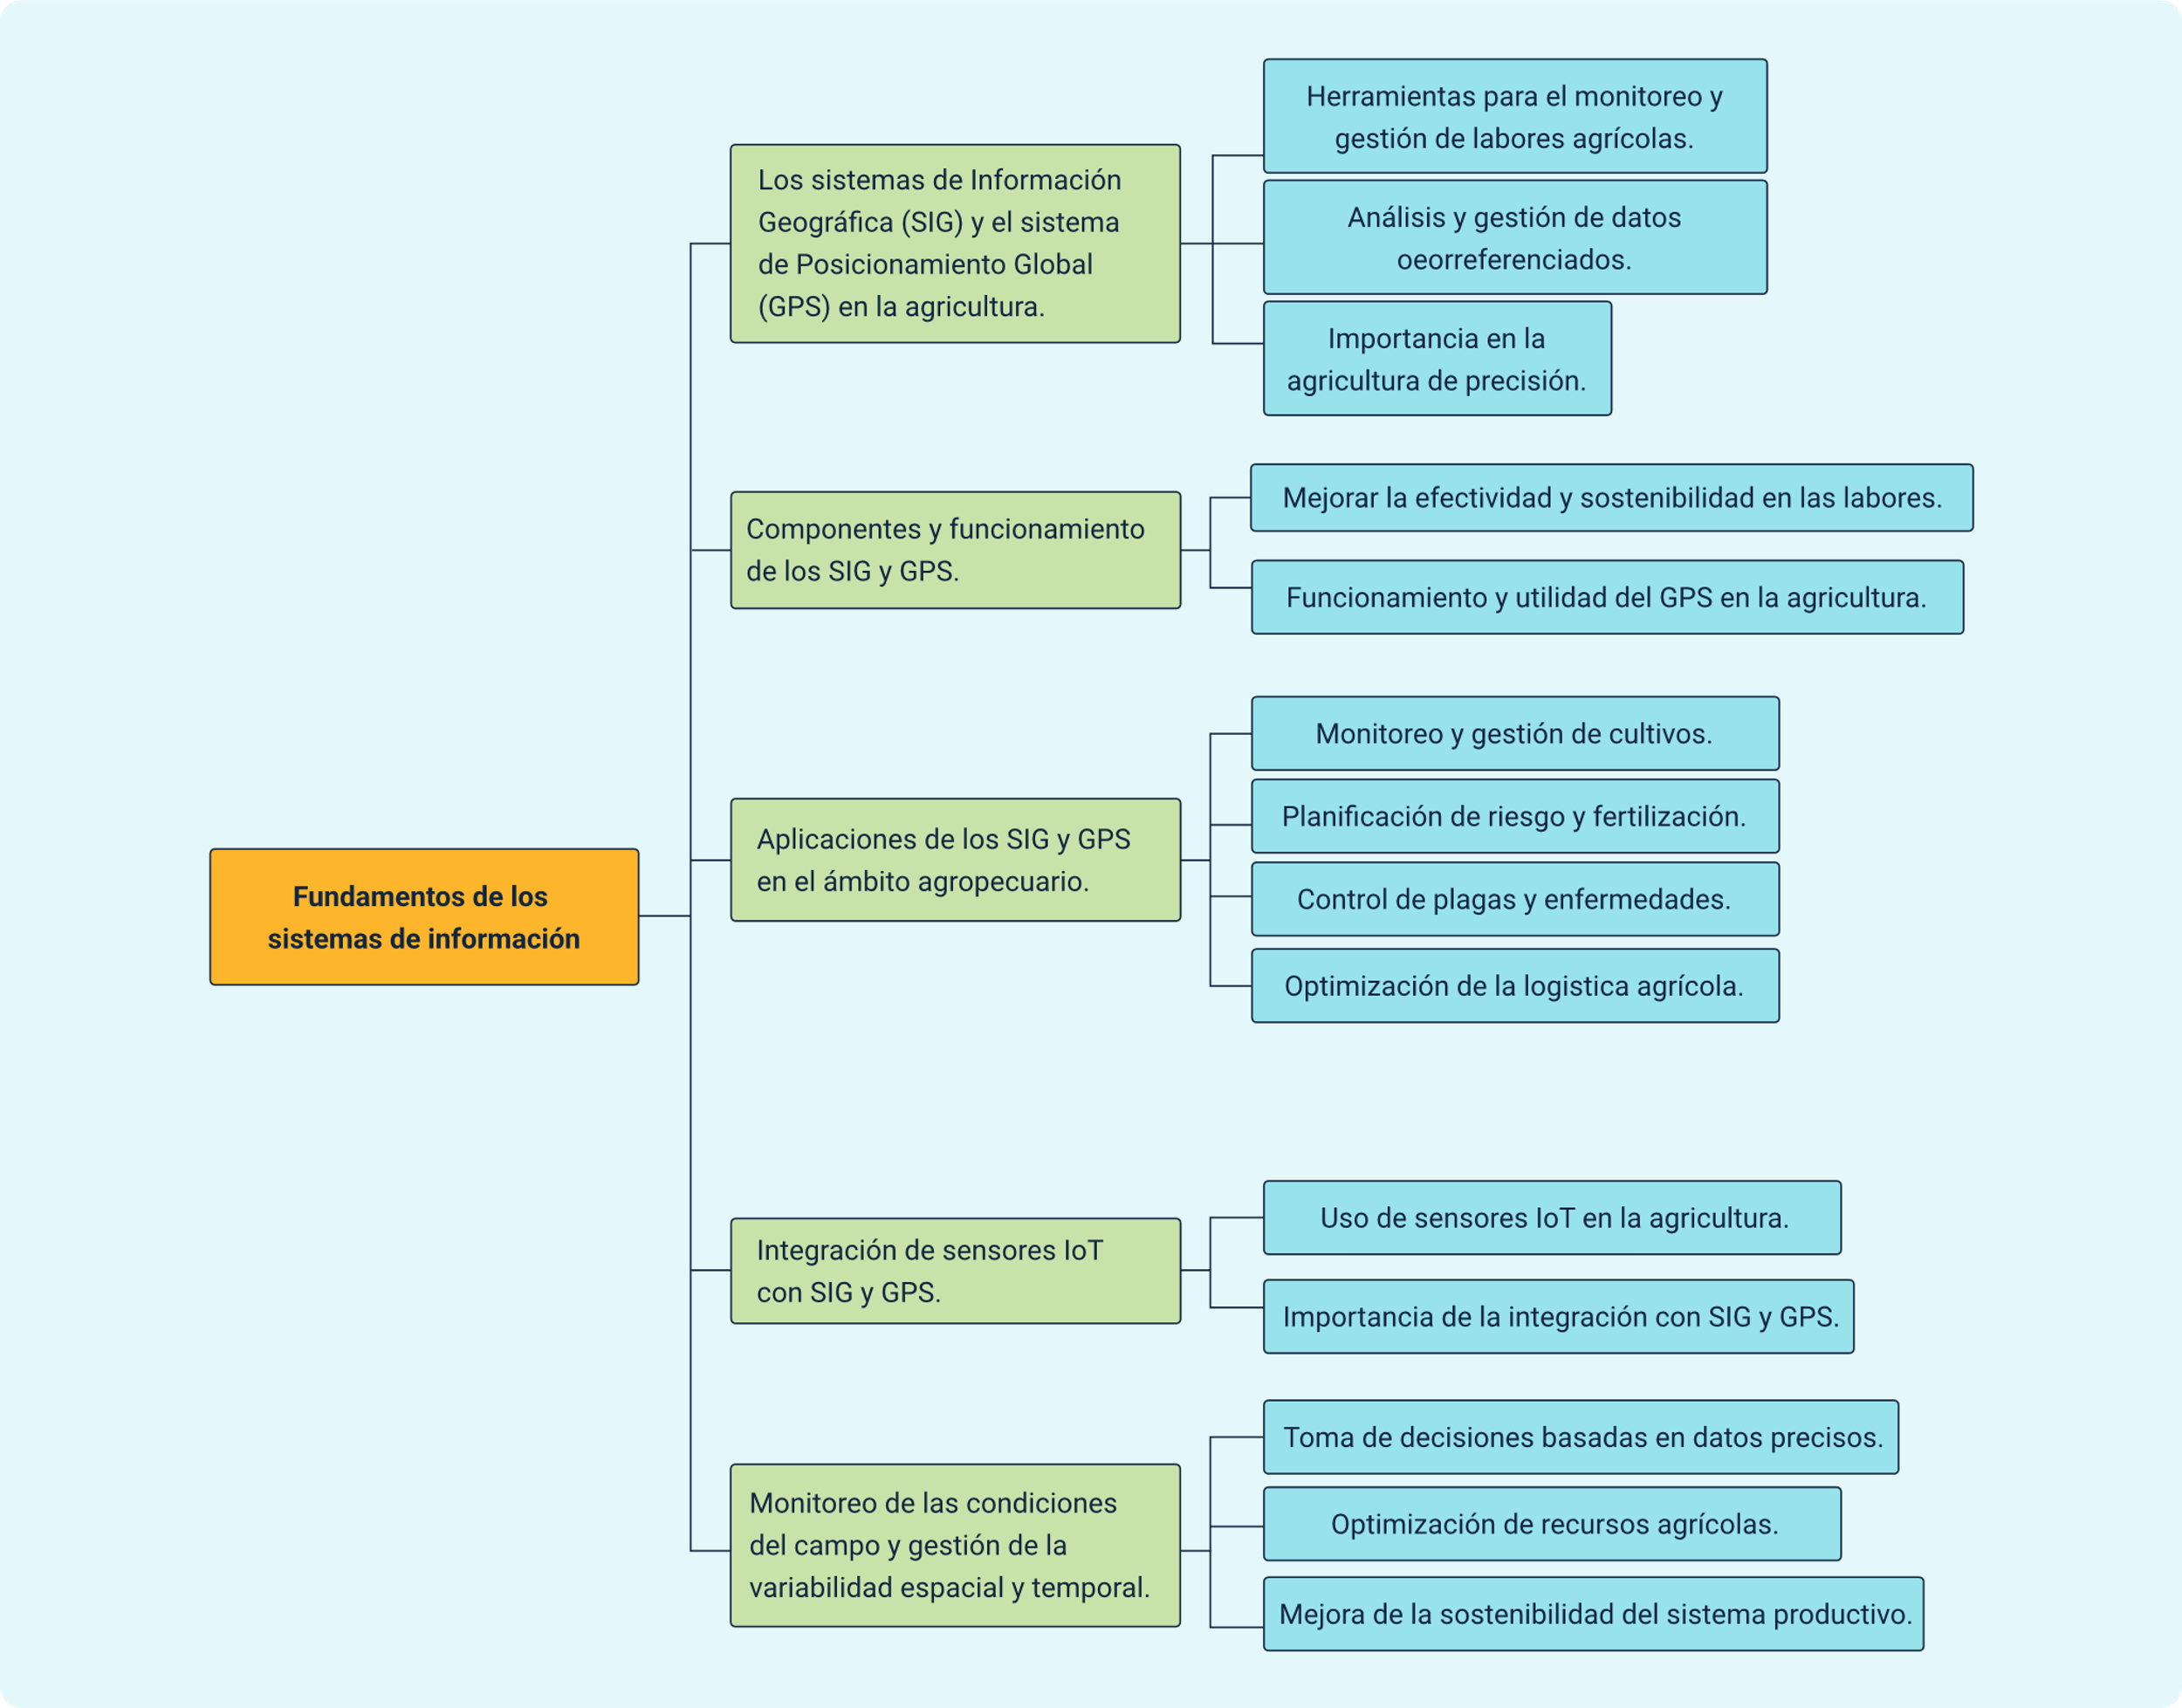 Fundamentos de los
sistemas de información
Los sistemas de Información
Geográfica (SIG) y el sistema
de Posicionamiento Global
(GPS) en la agricultura.
Herramientas para el monitoreo y
gestión de labores agrícolas.
Análisis y gestión de datos
oeorreferenciados.
Importancia en la
agricultura de precisión.
Componentes y funcionamiento
de los SIG y GPS.
Mejorar la efectividad y sostenibilidad en las labores.
Funcionamiento y utilidad del GPS en la agricultura.
Aplicaciones de los SIG y GPS
en el ámbito agropecuario.
Monitoreo y gestión de cultivos.
Planificación de riesgo y fertilización.
Control de plagas y enfermedades.
Optimización de la logistica agrícola.
Integración de sensores IoT
con SIG y GPS.
Uso de sensores IoT en la agricultura.
Importancia de la integración con SIG y GPS.
Monitoreo de las condiciones
del campo y gestión de la
variabilidad espacial y temporal.
Toma de decisiones basadas en datos precisos.
Optimización de recursos agrícolas.
Mejora de la sostenibilidad del sistema productivo.